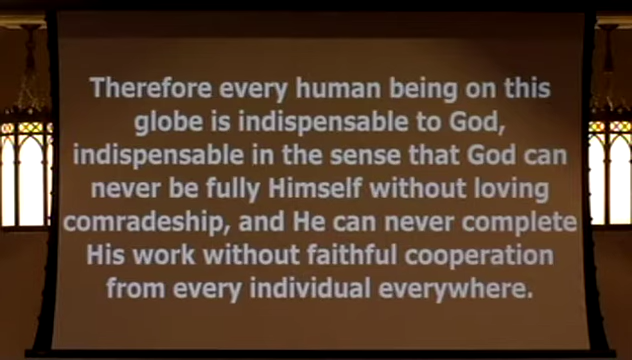 Therefore every human being on this
globe is indispensable to God,
indispensable in the sense that God can
never be fully Himself without loving
comradeship, and He can never complete
His work without faithful cooperation
from every individual everywhere.